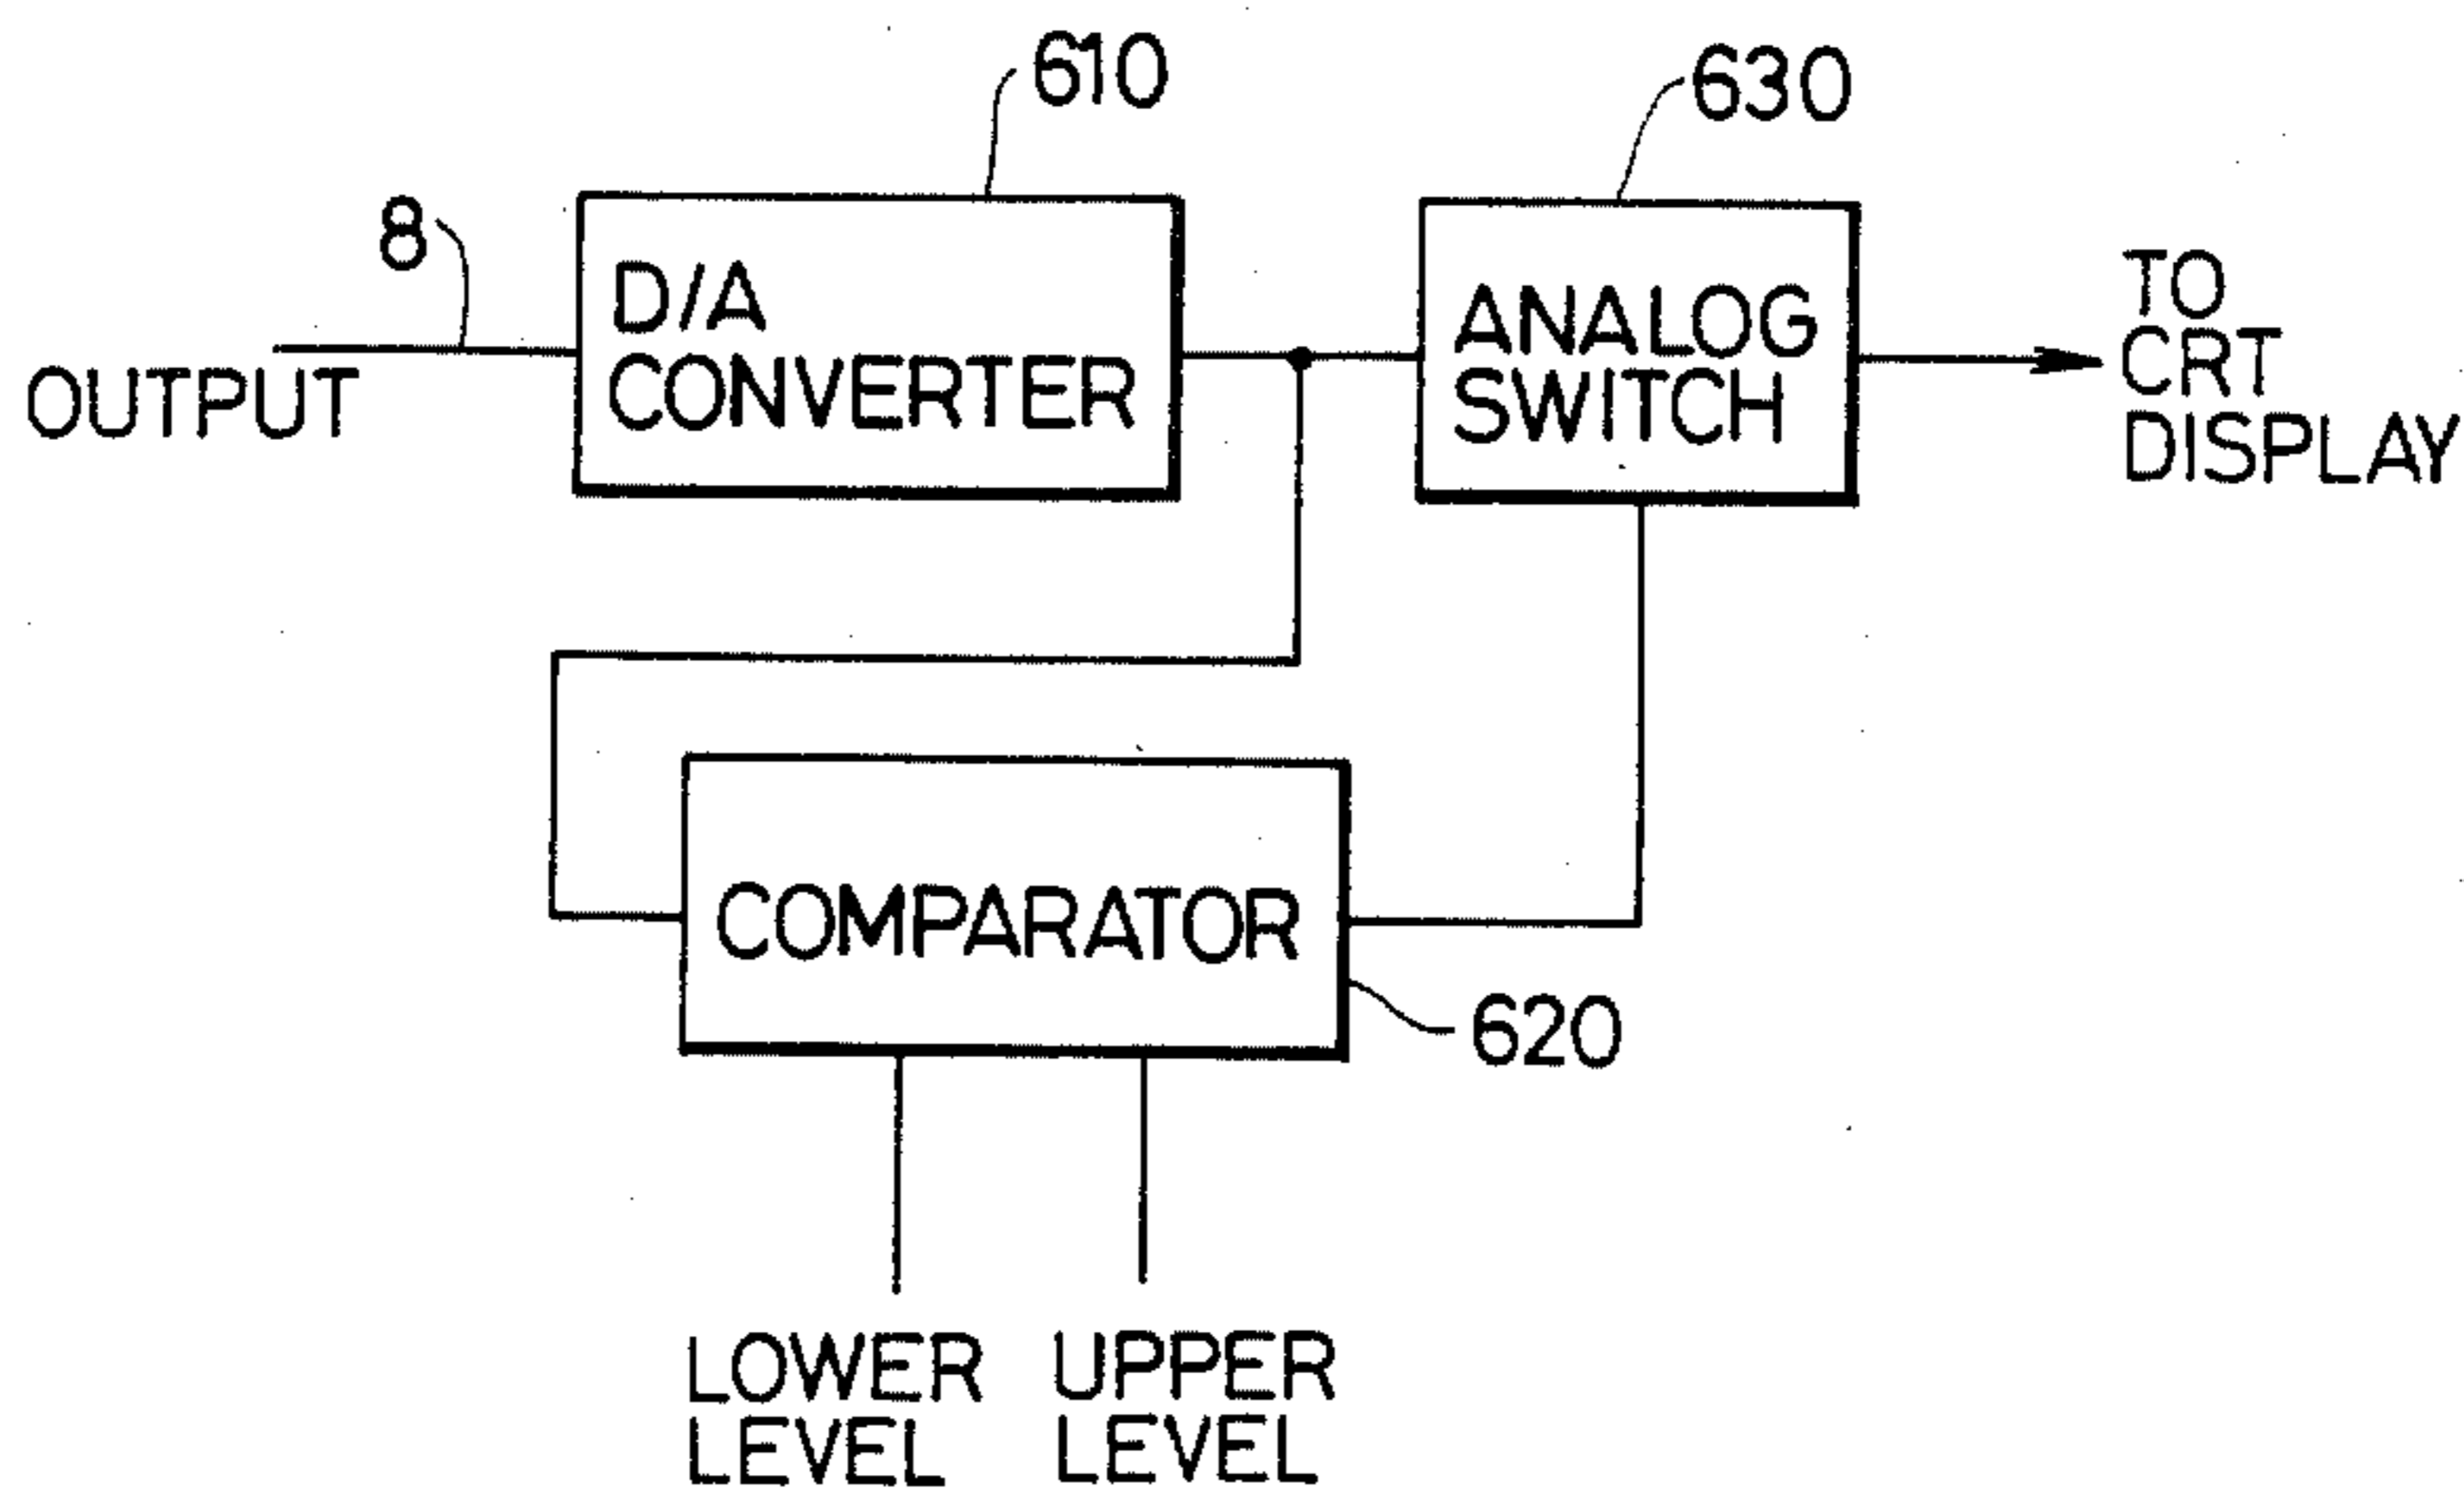 610
630
8
D/A
CONVERTER
OUTPUT
ANALOG
SWITCH
TO
CRT
DISPLAY
COMPARATOR
620
LOWER
LEVEL
UPPER
LEVEL